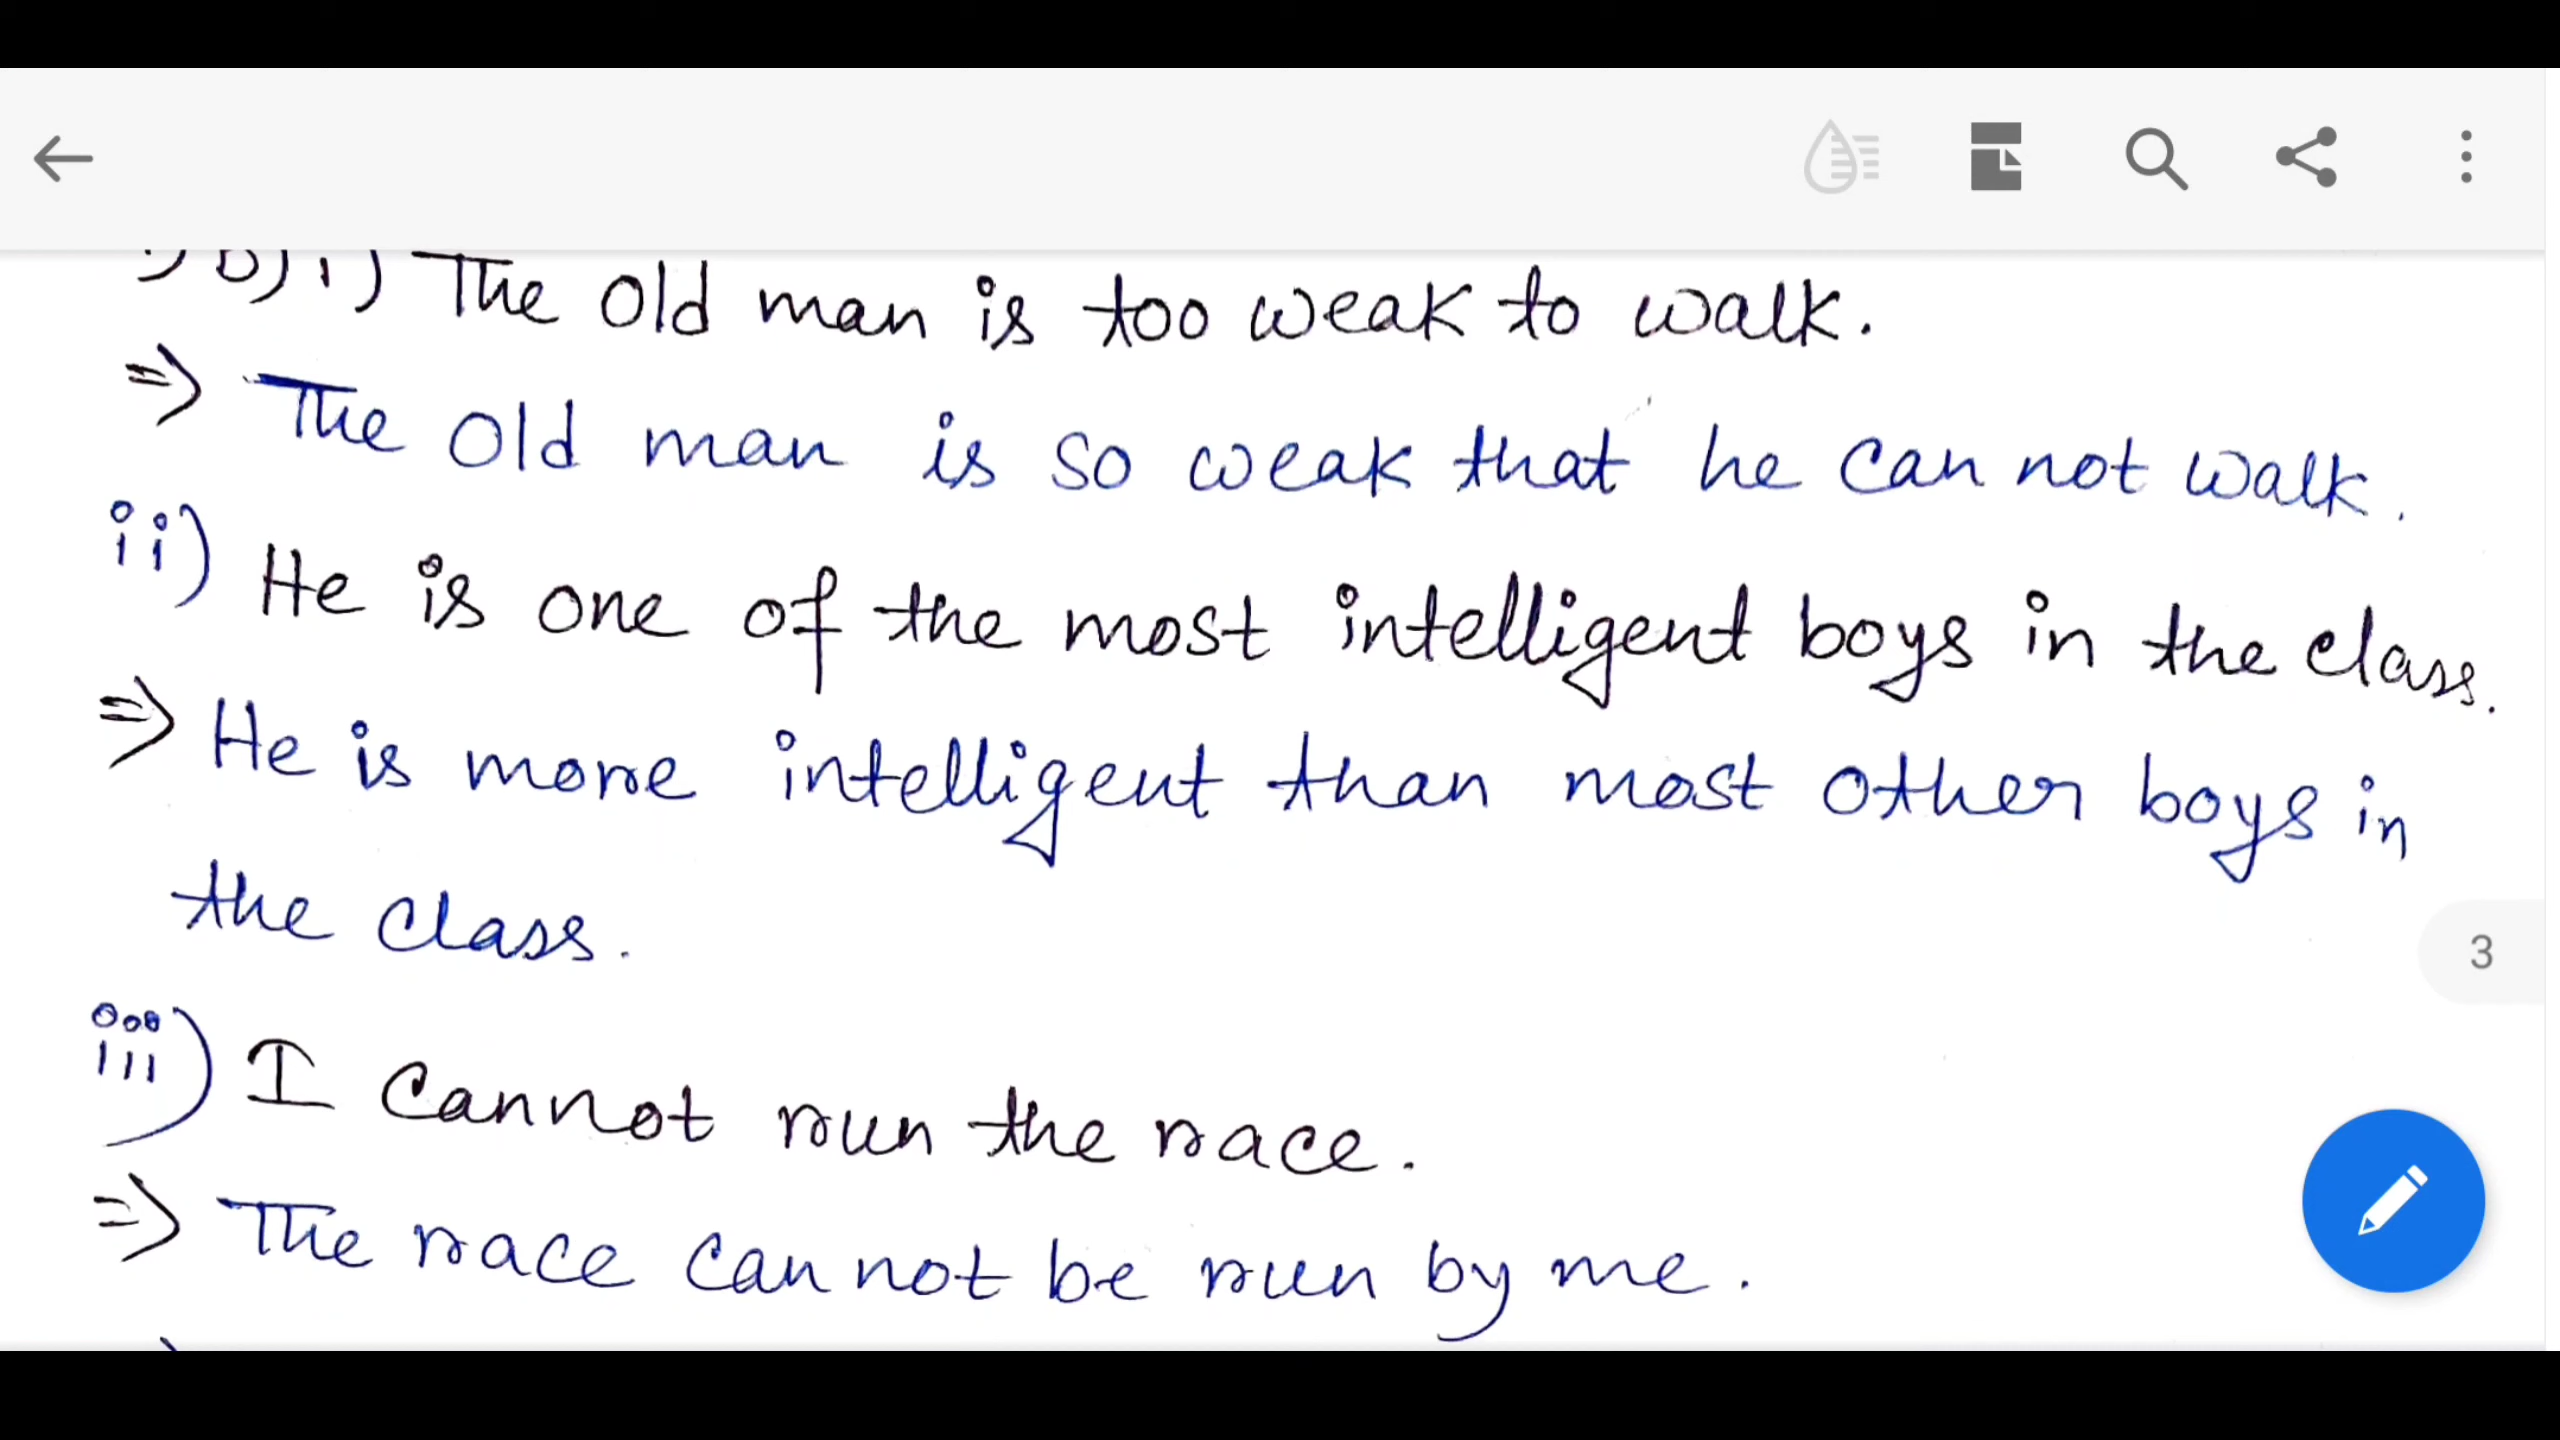 b) i) The old man is too weak to walk.
=> The old man is so weak that he can not walk.
ii) He is one of the most intelligent boys in the class.
=> He is more intelligent than most other boys in
the class.
3
iii) I cannot run the race.
=> The race can not be run by me.